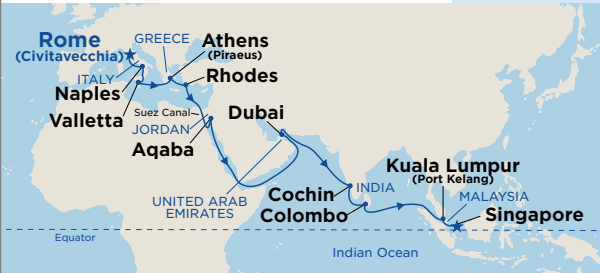 Rome
(Civitavecchia)
GREECE
Athens
(Piraeus)
ITALY
Rhodes
Naples
Valletta
Suez Canal
JORDAN
Aqaba
Dubai
UNITED ARAB
EMIRATES
Cochin
INDIA
Colombo
Kuala Lumpur
(Port Kelang)
MALAYSIA
Singapore
Equator
Indian Ocean